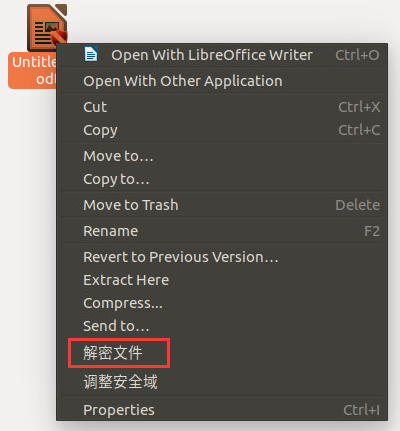 Untitle
odt
Open With LibreOffice Writer Ctrl+O
Open With Other Application
Cut Ctrl+X
Copy Ctrl+C
Move to…
Copy to…
Move to Trash Delete
Rename F2
Revert to Previous Version…
Extract Here
Compress...
Send to…
解密文件
调整安全域
Properties Ctrl+I